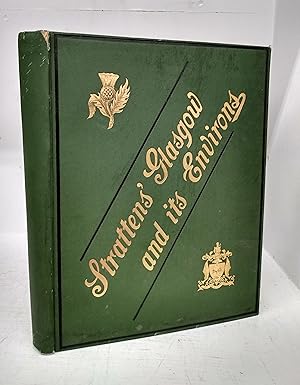 Strattens' Glasgow
and its Environs